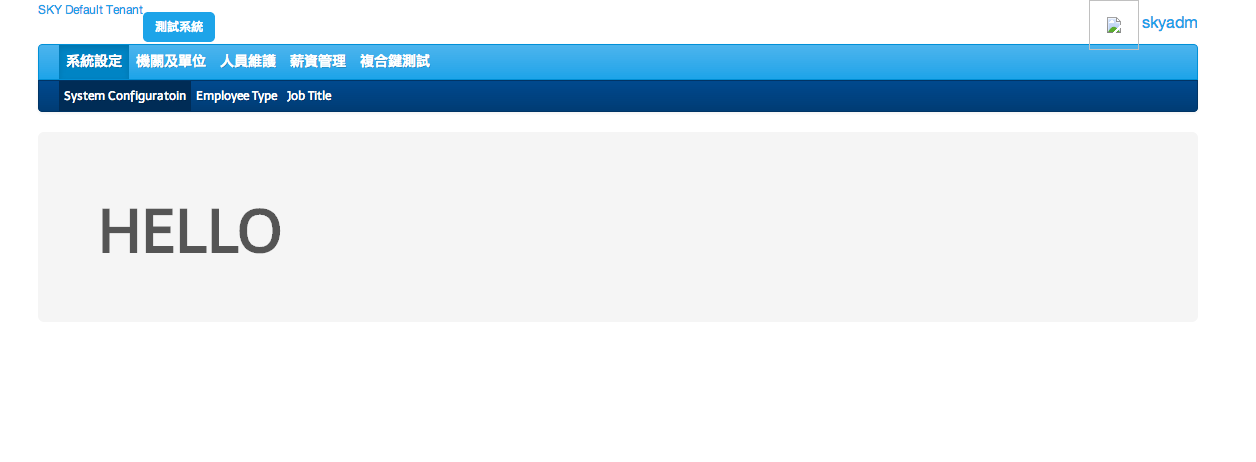 SKY Default Tenant
測試系統
skyadm
系統設定 機關及單位 人員維護 薪資管理 複合鍵測試
System Configuratoin Employee Type Job Title
HELLO